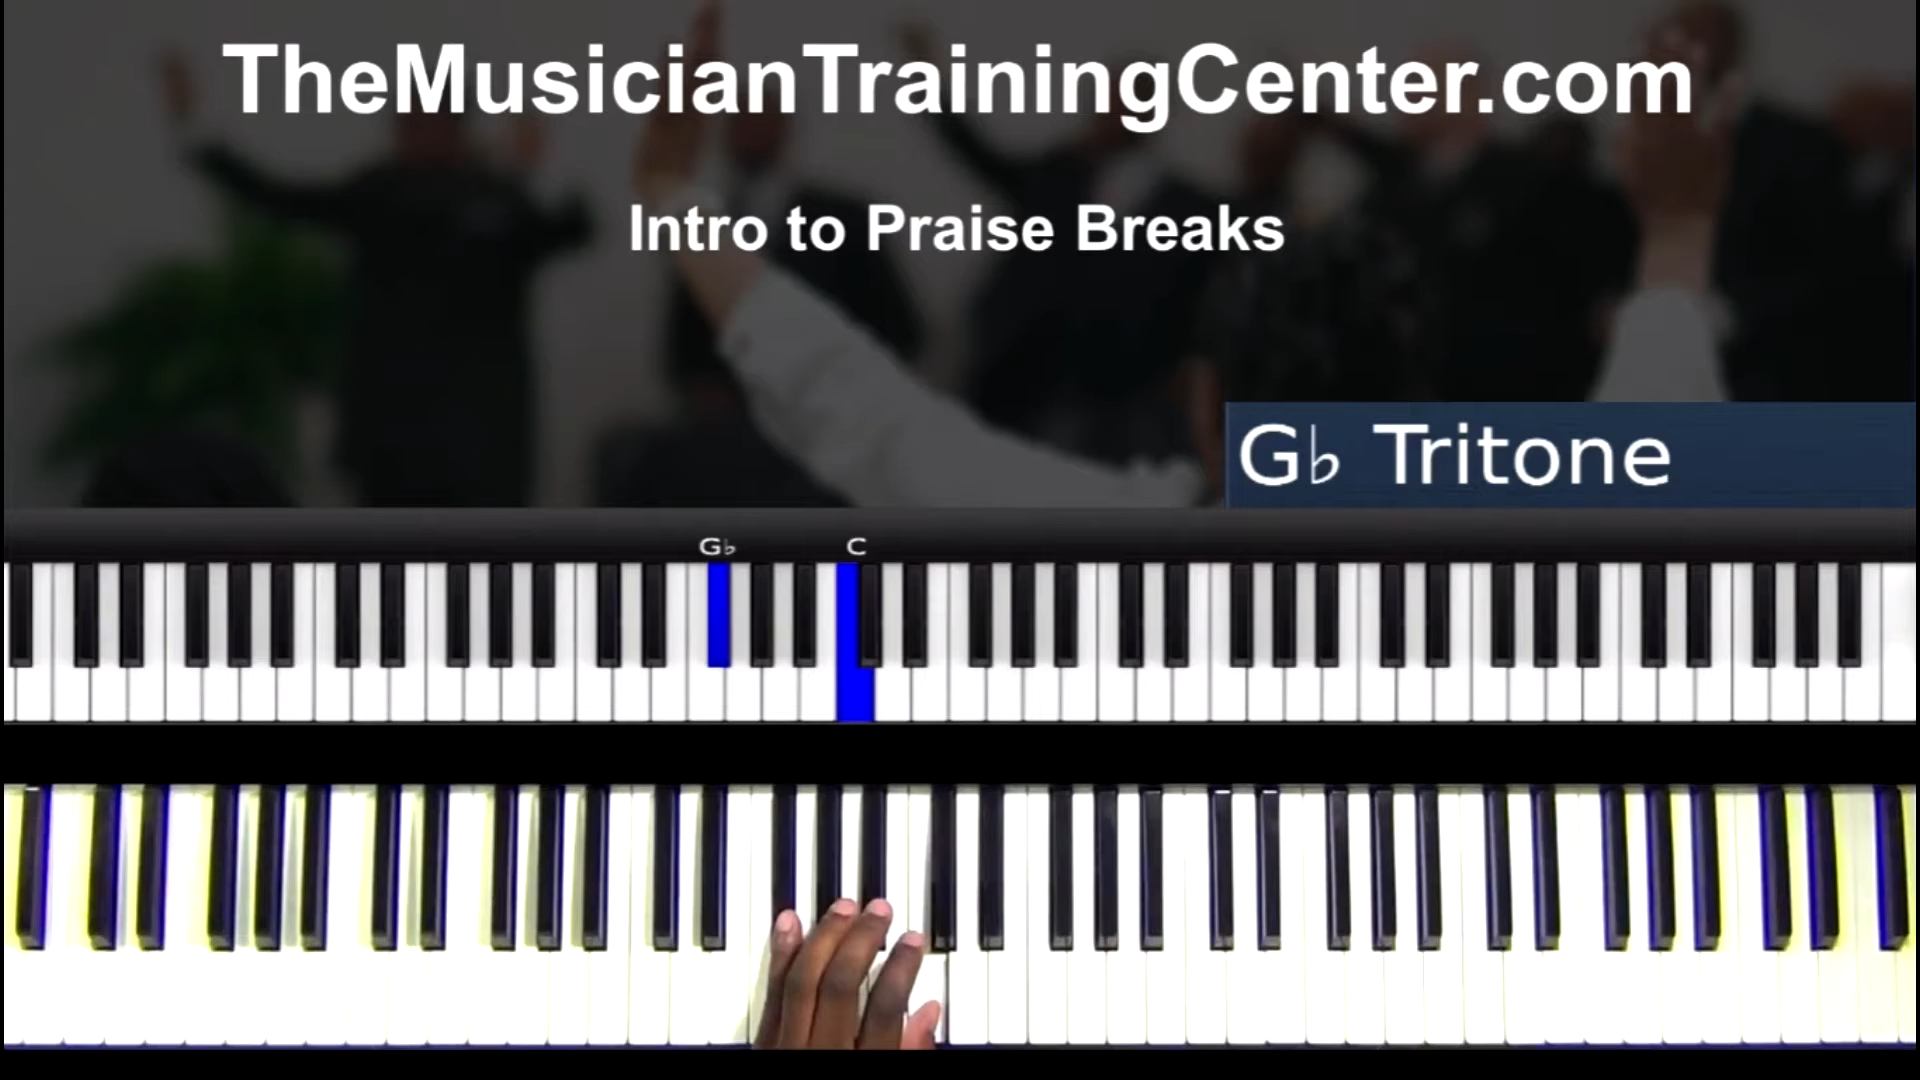 TheMusicianTrainingCenter.com
Intro to Praise Breaks
G♭ Tritone
G♭ C